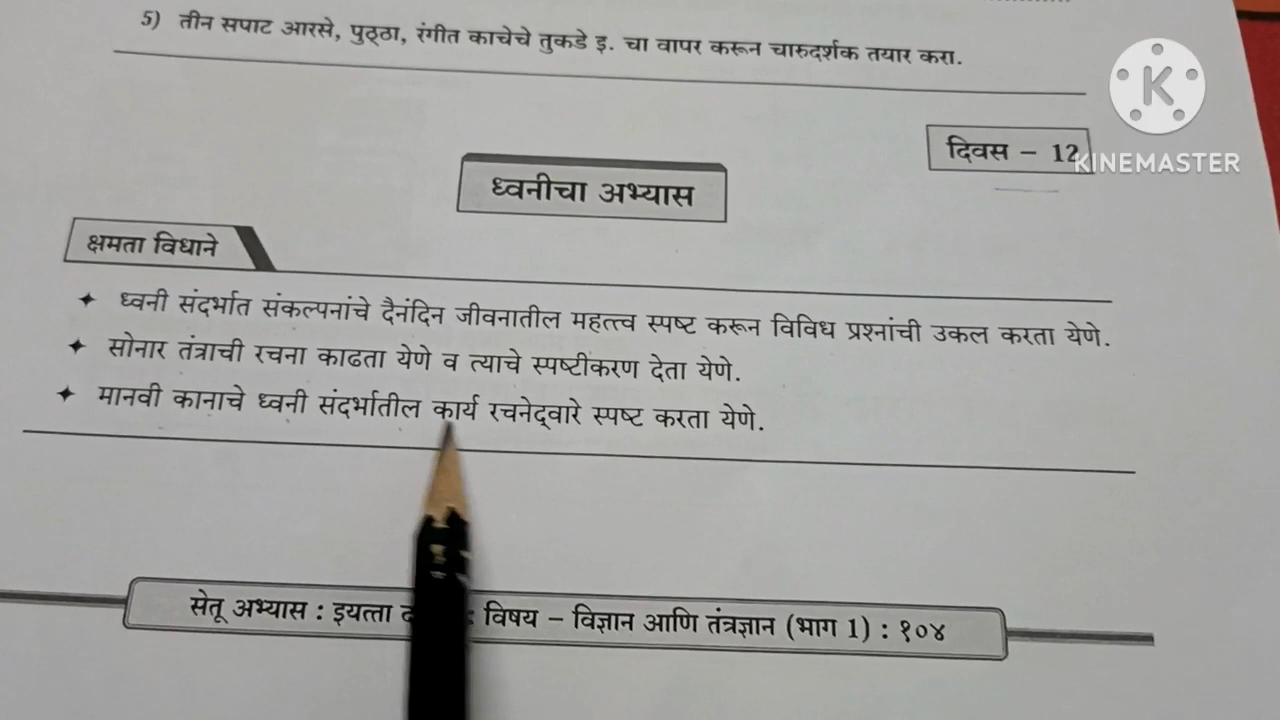 5) तीन सपाट आरसे, पुठ्ठा, रंगीत काचेचे तुकडे इ. चा वापर करून चारुदर्शक तयार करा.
K
KINEMASTER
दिवस – 12
ध्वनीचा अभ्यास
क्षमता विधाने
✦ ध्वनी संदर्भात संकल्पनांचे दैनंदिन जीवनातील महत्त्व स्पष्ट करून विविध प्रश्नांची उकल करता येणे.
✦ सोनार तंत्राची रचना काढता येणे व त्याचे स्पष्टीकरण देता येणे.
✦ मानवी कानाचे ध्वनी संदर्भातील कार्य रचनेद्वारे स्पष्ट करता येणे.
सेतू अभ्यास : इयत्ता : विषय – विज्ञान आणि तंत्रज्ञान (भाग 1) : १०४